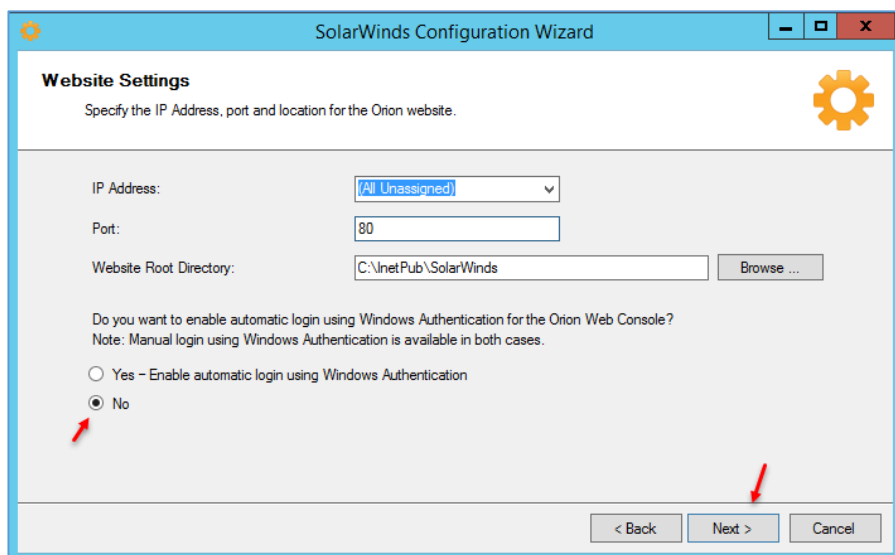 SolarWinds Configuration Wizard
Website Settings
Specify the IP Address, port and location for the Orion website.
IP Address:
(All Unassigned)
Port:
80
Website Root Directory:
C:\InetPub\SolarWinds
Browse ...
Do you want to enable automatic login using Windows Authentication for the Orion Web Console?
Note: Manual login using Windows Authentication is available in both cases.
Yes – Enable automatic login using Windows Authentication
No
< Back
Next >
Cancel